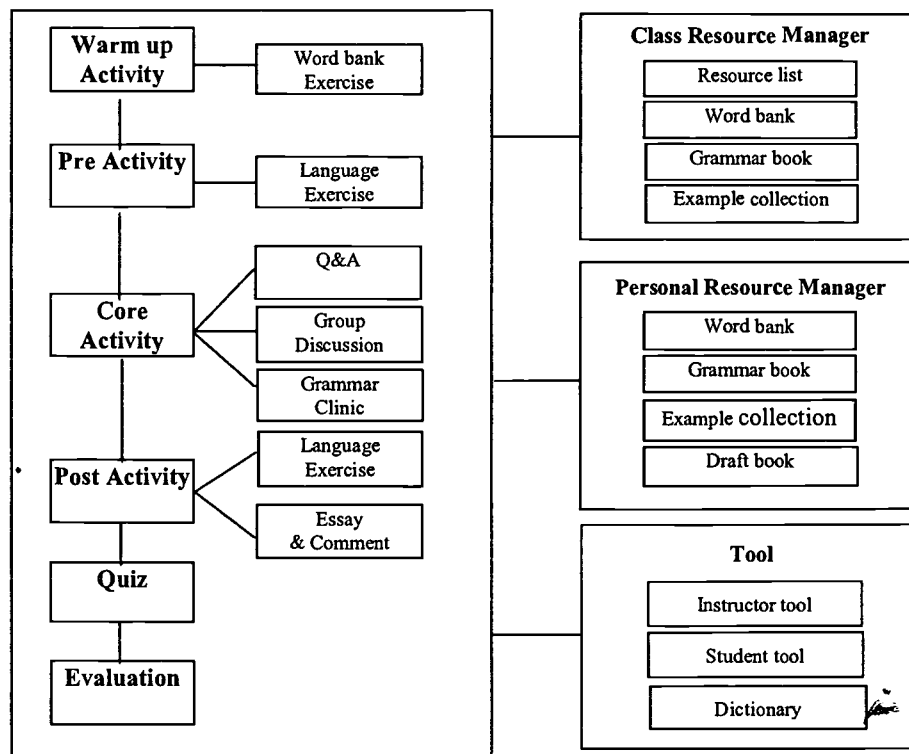 Warm up
Activity
Word bank
Exercise
Pre Activity
Language
Exercise
Core
Activity
Q&A
Group
Discussion
Grammar
Clinic
Post Activity
Language
Exercise
Essay
& Comment
Quiz
Evaluation
Class Resource Manager
Resource list
Word bank
Grammar book
Example collection
Personal Resource Manager
Word bank
Grammar book
Example collection
Draft book
Tool
Instructor tool
Student tool
Dictionary